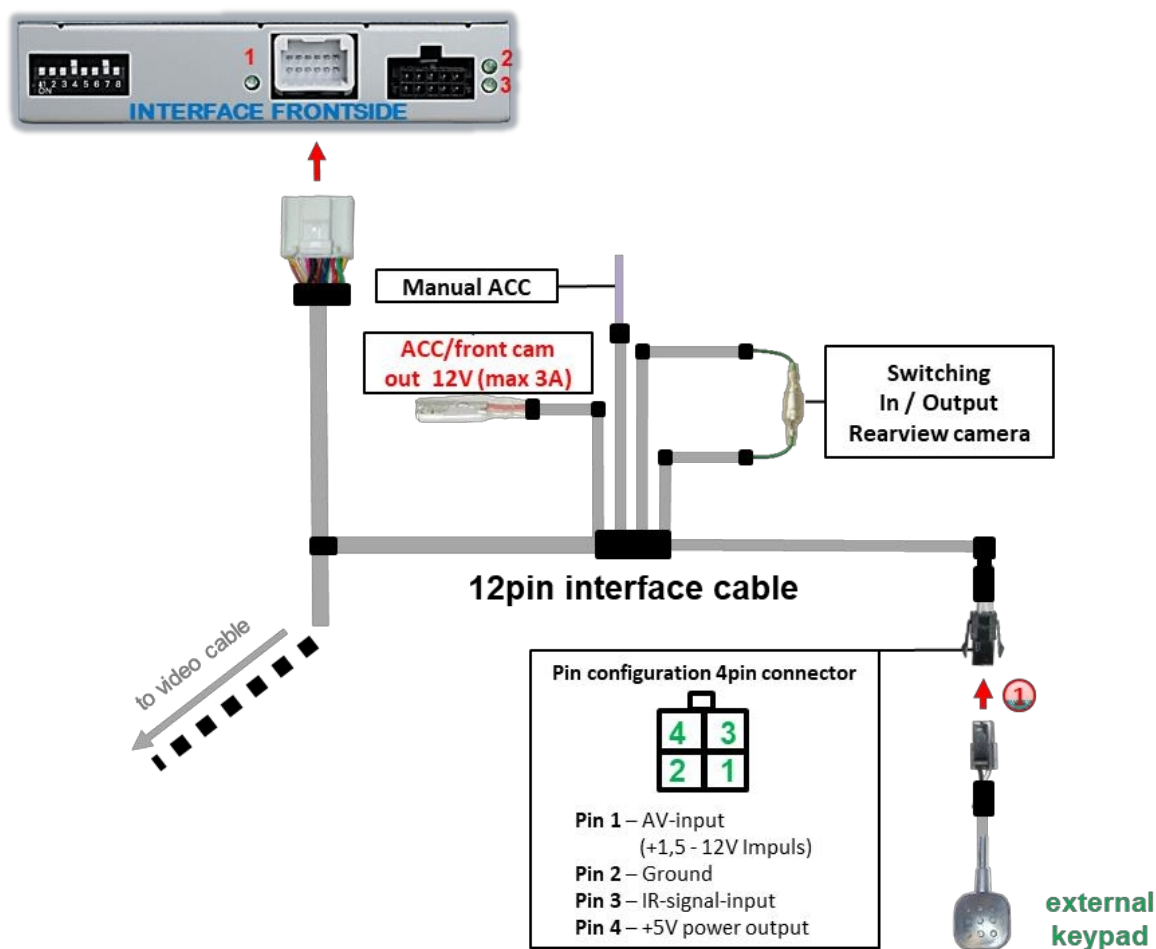 1
2
3
1 2 3 4 5 6 7 8
ON
INTERFACE FRONTSIDE
Manual ACC
ACC/front cam
out 12V (max 3A)
Switching
In / Output
Rearview camera
12pin interface cable
to video cable
Pin configuration 4pin connector
4 3
2 1
Pin 1 – AV-input
(+1,5 - 12V Impuls)
Pin 2 – Ground
Pin 3 – IR-signal-input
Pin 4 – +5V power output
1
external
keypad